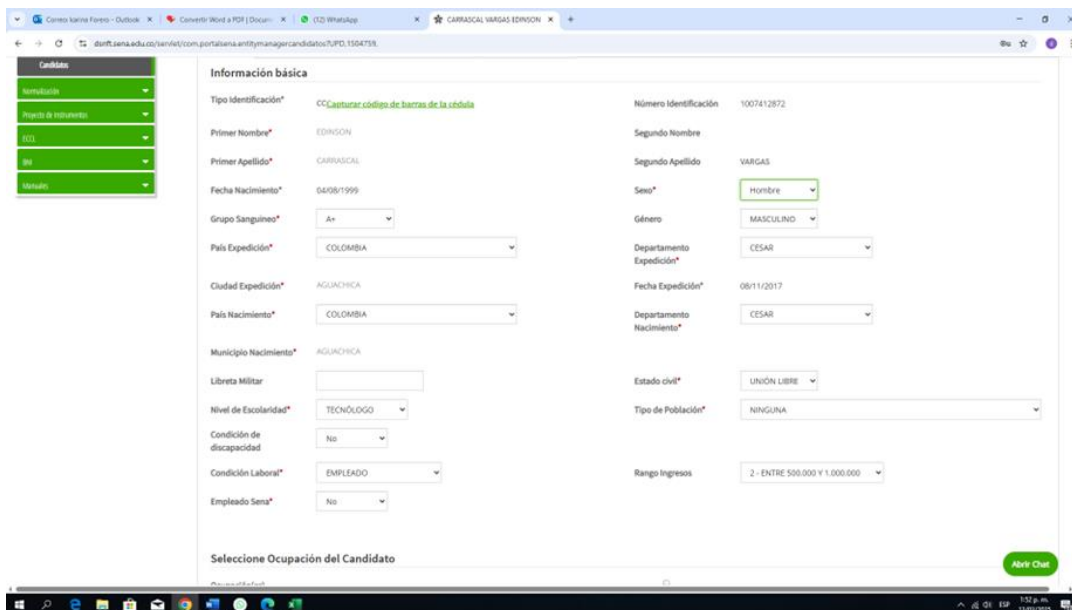 Correo karina Forero - Outlook
Convertir Word a PDF | Docum
(12) WhatsApp
CARRASCAL VARGAS EDINSON
dsnft.sena.edu.co/servlet/com.portalsena.entitymanagercandidatos?UPD,1504759,
Candidatos
Normalización
Proyecto de Instrumentos
ECCL
BNI
Manuales
Información básica
Tipo Identificación* CC Capturar código de barras de la cédula Número Identificación 1007412872
Primer Nombre* EDINSON Segundo Nombre
Primer Apellido* CARRASCAL Segundo Apellido VARGAS
Fecha Nacimiento* 04/08/1999 Sexo* Hombre
Grupo Sanguineo* A+ Género MASCULINO
País Expedición* COLOMBIA Departamento Expedición* CESAR
Ciudad Expedición* AGUACHICA Fecha Expedición* 08/11/2017
País Nacimiento* COLOMBIA Departamento Nacimiento* CESAR
Municipio Nacimiento* AGUACHICA
Libreta Militar Estado civil* UNIÓN LIBRE
Nivel de Escolaridad* TECNÓLOGO Tipo de Población* NINGUNA
Condición de discapacidad No
Condición Laboral* EMPLEADO Rango Ingresos 2 - ENTRE 500.000 Y 1.000.000
Empleado Sena* No
Seleccione Ocupación del Candidato
Abrir Chat
ESP 1:52 p. m.